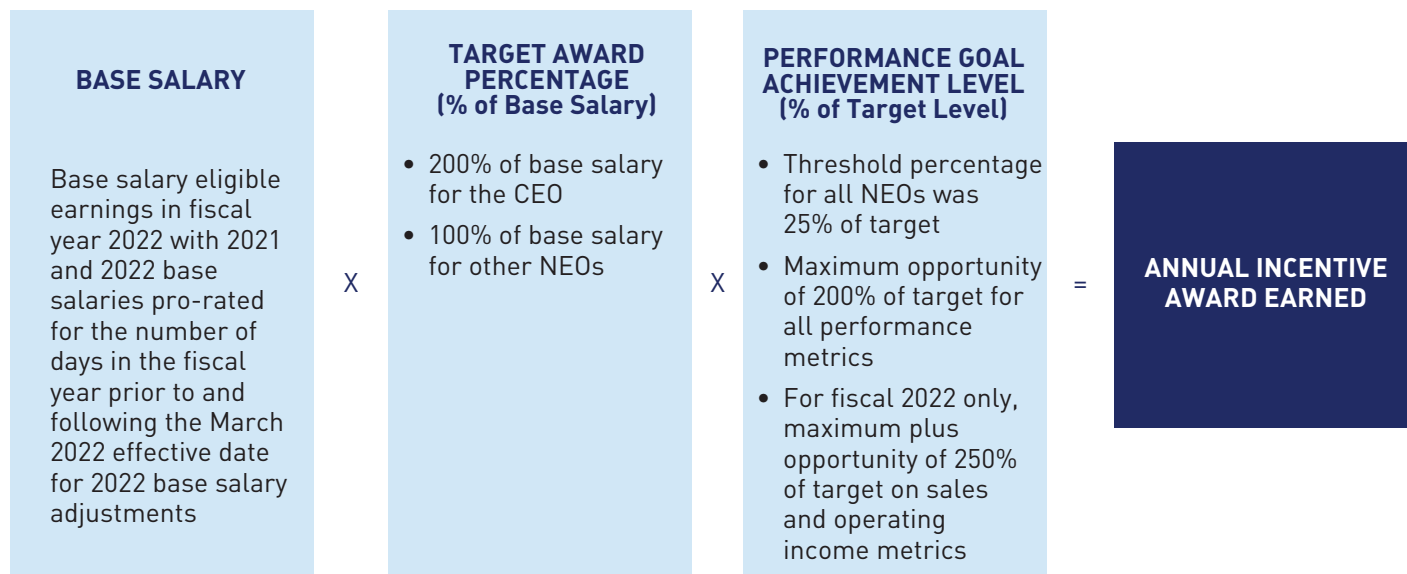 BASE SALARY
Base salary eligible
earnings in fiscal
year 2022 with 2021
and 2022 base
salaries pro-rated
for the number of
days in the fiscal
year prior to and
following the March
2022 effective date
for 2022 base salary
adjustments
X
TARGET AWARD
PERCENTAGE
(% of Base Salary)
• 200% of base salary
for the CEO
• 100% of base salary
for other NEOs
X
PERFORMANCE GOAL
ACHIEVEMENT LEVEL
(% of Target Level)
• Threshold percentage
for all NEOs was
25% of target
• Maximum opportunity
of 200% of target for
all performance
metrics
• For fiscal 2022 only,
maximum plus
opportunity of 250%
of target on sales
and operating
income metrics
=
ANNUAL INCENTIVE
AWARD EARNED